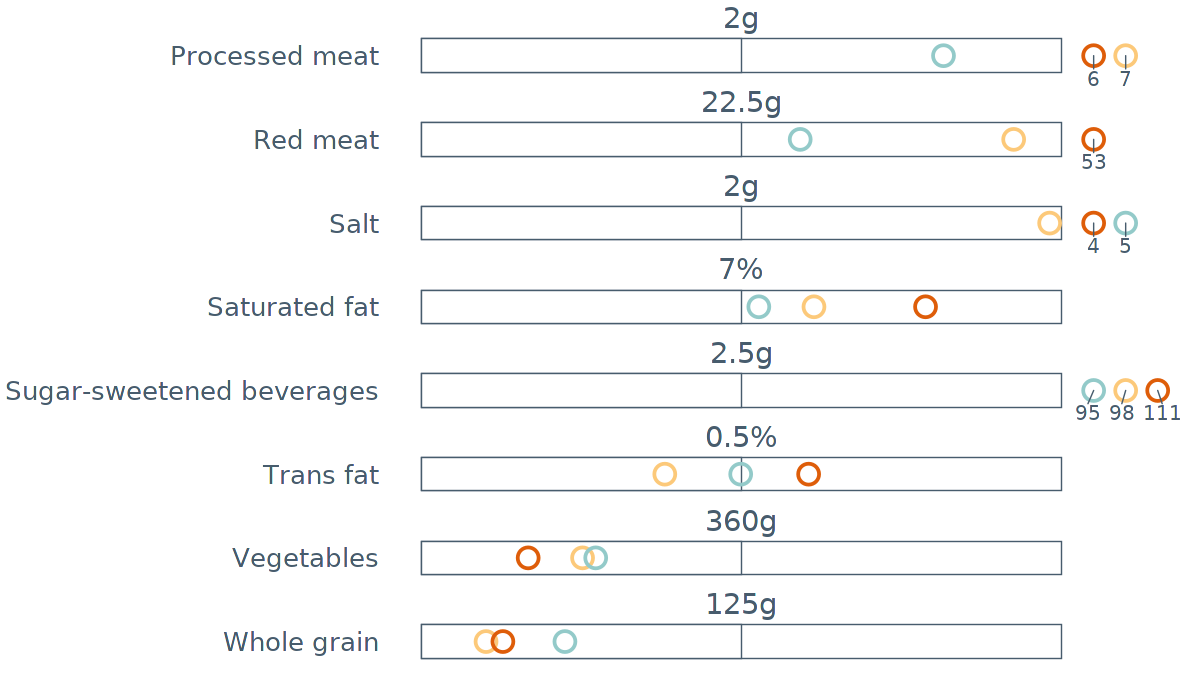 2g
Processed meat
6 7
22.5g
Red meat
53
2g
Salt
4 5
7%
Saturated fat
2.5g
Sugar-sweetened beverages
95 98 111
0.5%
Trans fat
360g
Vegetables
125g
Whole grain